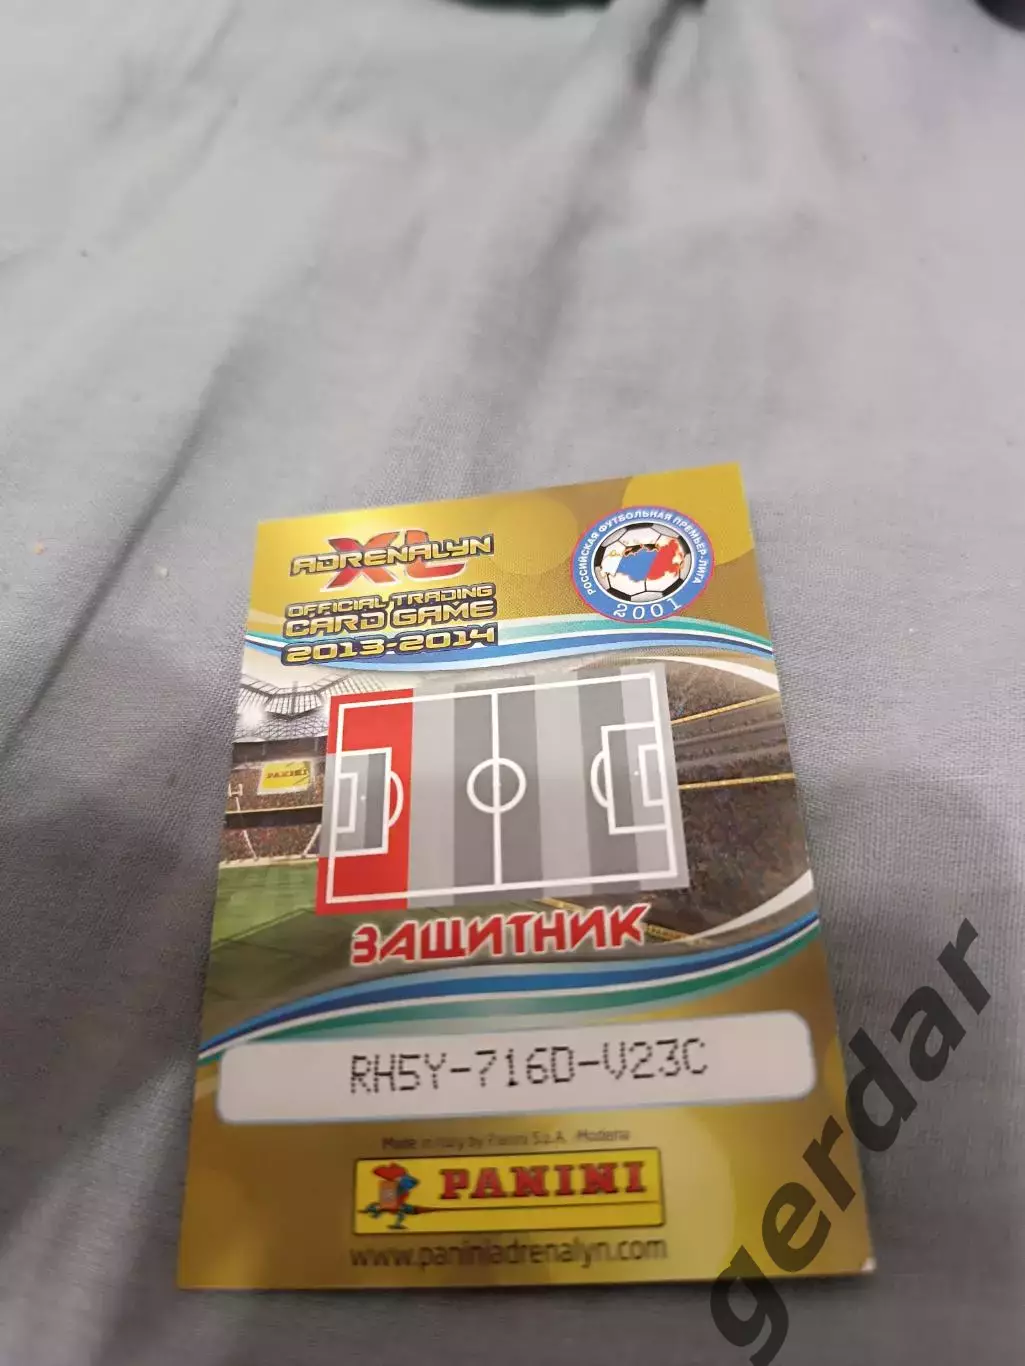 ADRENALYN
XL
OFFICIAL TRADING
CARD GAME
2013-2014
РОССИЙСКАЯ ФУТБОЛЬНАЯ ПРЕМЬЕР-ЛИГА
2001
PANINI
ЗАЩИТНИК
RH5Y-716D-V23C
Made in Italy by Panini S.p.A. - Modena
PANINI
www.paniniadrenalyn.com
gerdar